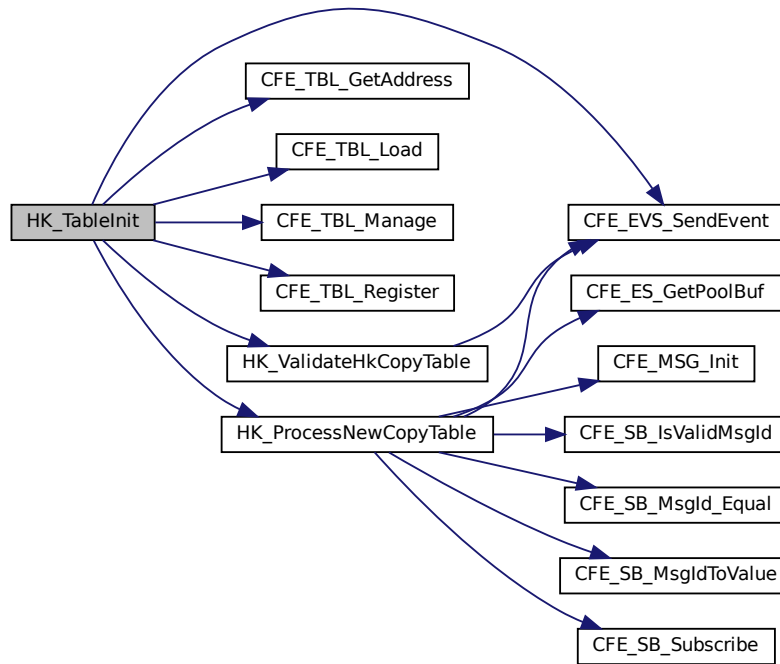 HK_TableInit
CFE_TBL_GetAddress
CFE_TBL_Load
CFE_TBL_Manage
CFE_TBL_Register
HK_ValidateHkCopyTable
HK_ProcessNewCopyTable
CFE_EVS_SendEvent
CFE_ES_GetPoolBuf
CFE_MSG_Init
CFE_SB_IsValidMsgId
CFE_SB_MsgId_Equal
CFE_SB_MsgIdToValue
CFE_SB_Subscribe